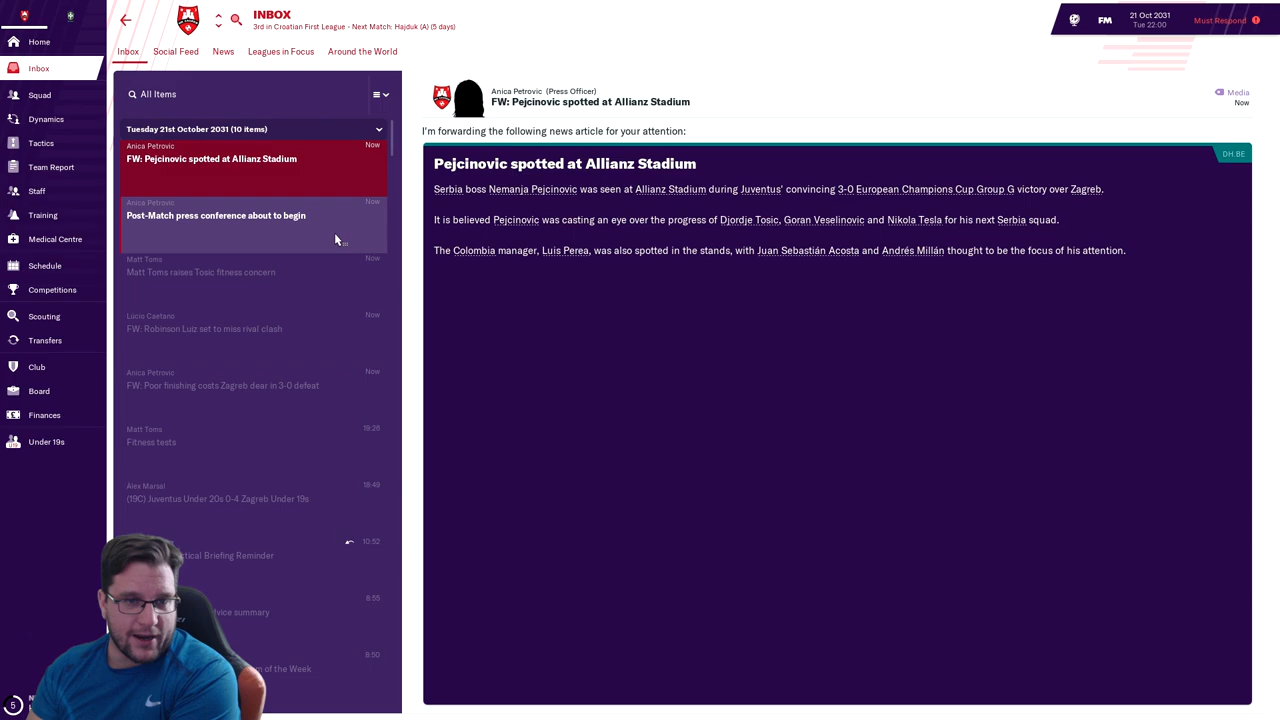 INBOX
3rd in Croatian First League - Next Match: Hajduk (A) (5 days)
FM
21 Oct 2031
Tue 22:00
Must Respond
Home
Inbox
Squad
Dynamics
Tactics
Team Report
Staff
Training
Medical Centre
Schedule
Competitions
Scouting
Transfers
Club
Board
Finances
Under 19s
5
Inbox Social Feed News Leagues in Focus Around the World
All Items
Tuesday 21st October 2031 (10 items)
Anica Petrovic Now
FW: Pejcinovic spotted at Allianz Stadium
Anica Petrovic Now
Post-Match press conference about to begin
Matt Toms Now
Matt Toms raises Tosic fitness concern
Lúcio Caetano Now
FW: Robinson Luiz set to miss rival clash
Anica Petrovic Now
FW: Poor finishing costs Zagreb dear in 3-0 defeat
Matt Toms 19:26
Fitness tests
Álex Marsal 18:49
(19C) Juventus Under 20s 0-4 Zagreb Under 19s
10:52
Briefing Reminder
8:55
summary
8:50
of the Week
Anica Petrovic (Press Officer)
FW: Pejcinovic spotted at Allianz Stadium
Media
Now
I'm forwarding the following news article for your attention:
Pejcinovic spotted at Allianz Stadium
DH.BE
Serbia boss Nemanja Pejcinovic was seen at Allianz Stadium during Juventus' convincing 3-0 European Champions Cup Group G victory over Zagreb.
It is believed Pejcinovic was casting an eye over the progress of Djordje Tosic, Goran Veselinovic and Nikola Tesla for his next Serbia squad.
The Colombia manager, Luis Perea, was also spotted in the stands, with Juan Sebastián Acosta and Andrés Millán thought to be the focus of his attention.